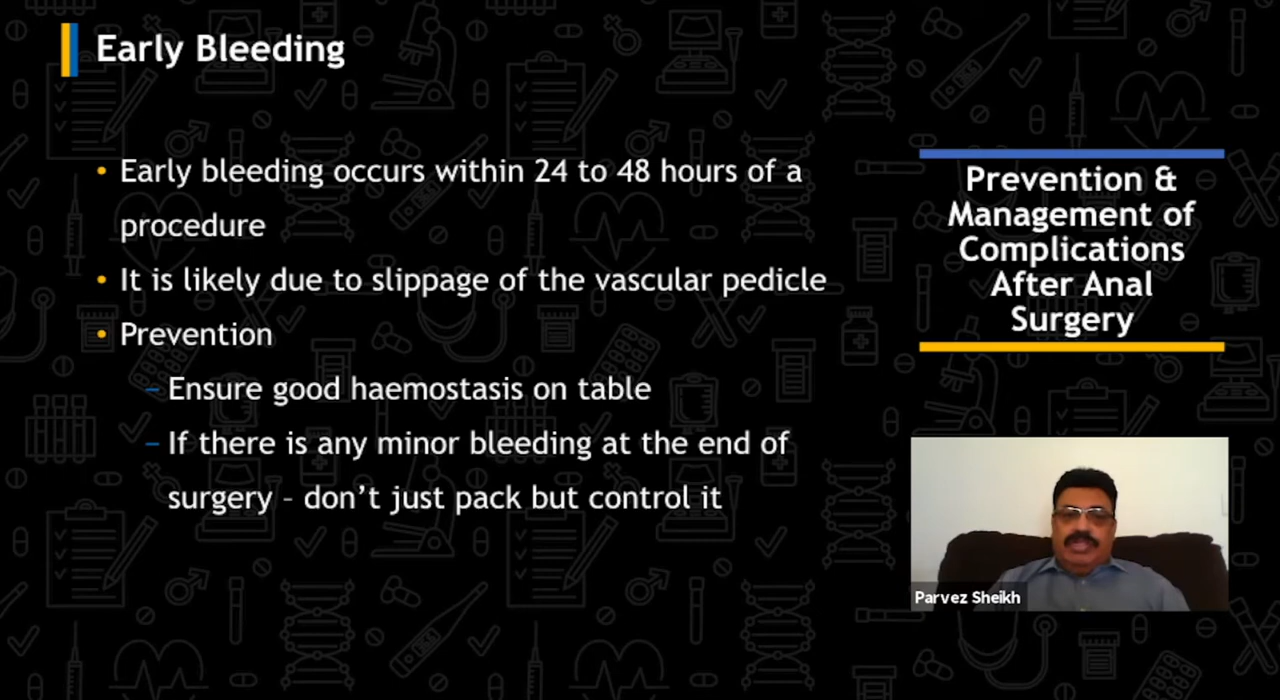 Early Bleeding
• Early bleeding occurs within 24 to 48 hours of a
procedure
• It is likely due to slippage of the vascular pedicle
• Prevention
– Ensure good haemostasis on table
– If there is any minor bleeding at the end of
surgery – don’t just pack but control it
Prevention &
Management of
Complications
After Anal
Surgery
Parvez Sheikh